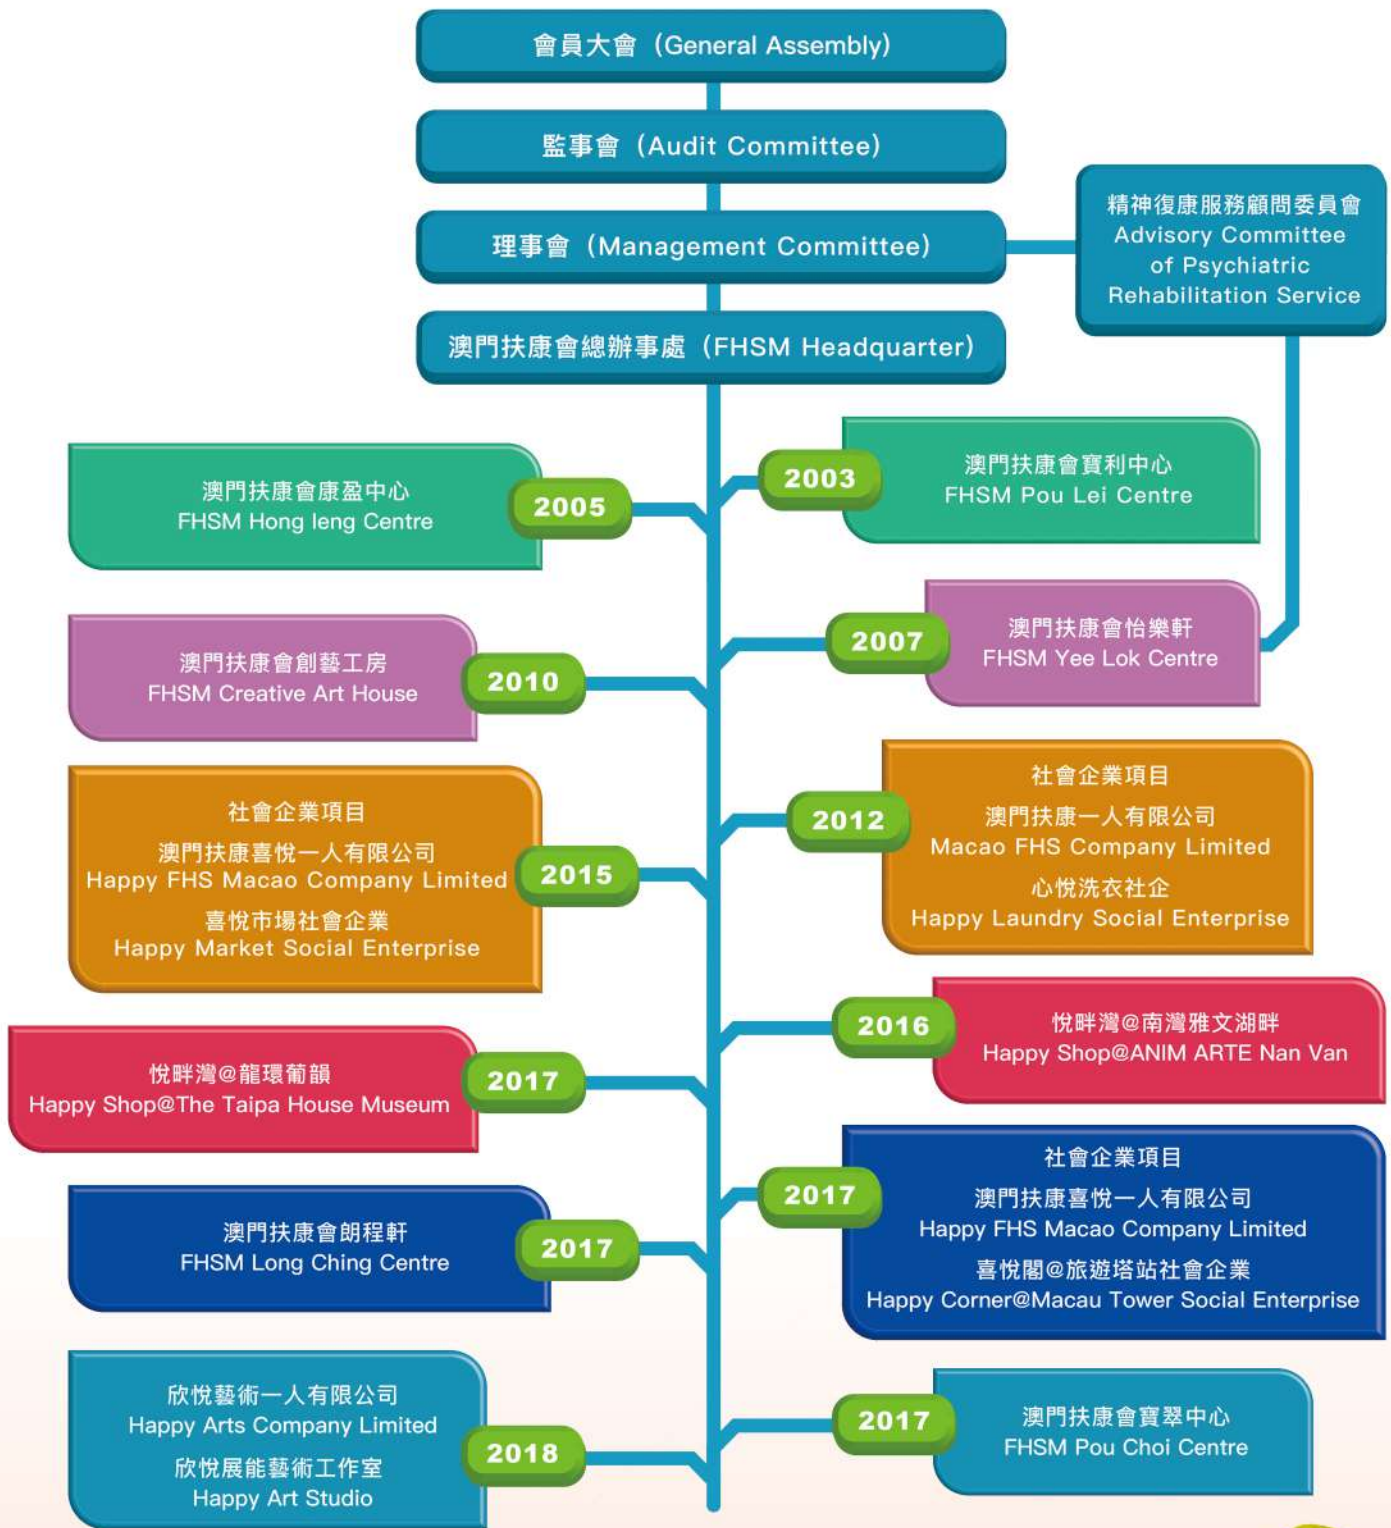 會員大會（General Assembly）
監事會（Audit Committee）
理事會（Management Committee）
精神復康服務顧問委員會
Advisory Committee
of Psychiatric
Rehabilitation Service
澳門扶康會總辦事處（FHSM Headquarter）
2003
澳門扶康會寶利中心
FHSM Pou Lei Centre
澳門扶康會康盈中心
FHSM Hong Ieng Centre
2005
2007
澳門扶康會怡樂軒
FHSM Yee Lok Centre
澳門扶康會創藝工房
FHSM Creative Art House
2010
2012
社會企業項目
澳門扶康一人有限公司
Macao FHS Company Limited
心悅洗衣社企
Happy Laundry Social Enterprise
社會企業項目
澳門扶康喜悅一人有限公司
Happy FHS Macao Company Limited
喜悅市場社會企業
Happy Market Social Enterprise
2015
2016
悅畔灣@南灣雅文湖畔
Happy Shop@ANIM ARTE Nan Van
悅畔灣@龍環葡韻
Happy Shop@The Taipa House Museum
2017
2017
社會企業項目
澳門扶康喜悅一人有限公司
Happy FHS Macao Company Limited
喜悅閣@旅遊塔站社會企業
Happy Corner@Macau Tower Social Enterprise
澳門扶康會朗程軒
FHSM Long Ching Centre
2017
2017
澳門扶康會寶翠中心
FHSM Pou Choi Centre
欣悅藝術一人有限公司
Happy Arts Company Limited
欣悅展能藝術工作室
Happy Art Studio
2018